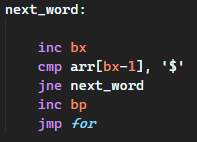 next_word:
inc bx
cmp arr[bx-1], '$'
jne next_word
inc bp
jmp for